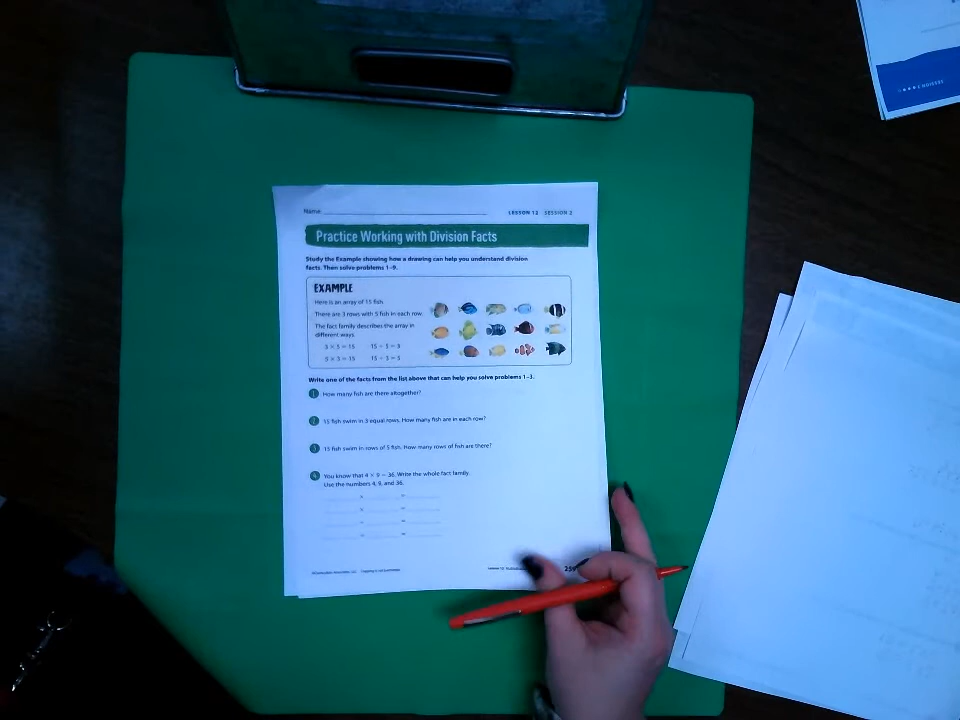 CHOICERS
Name
LESSON 12 SESSION 2
Practice Working with Division Facts
Study the Example showing how a drawing can help you understand division
facts. Then solve problems 1–9.
EXAMPLE
Here is an array of 15 fish.
There are 3 rows with 5 fish in each row.
The fact family describes the array in
different ways.
3 × 5 = 15 15 ÷ 5 = 3
5 × 3 = 15 15 ÷ 3 = 5
Write one of the facts from the list above that can help you solve problems 1–3.
1 How many fish are there altogether?
2 15 fish swim in 3 equal rows. How many fish are in each row?
3 15 fish swim in rows of 5 fish. How many rows of fish are there?
4 You know that 4 × 9 = 36. Write the whole fact family.
Use the numbers 4, 9, and 36.
× =
× =
÷ =
÷ =